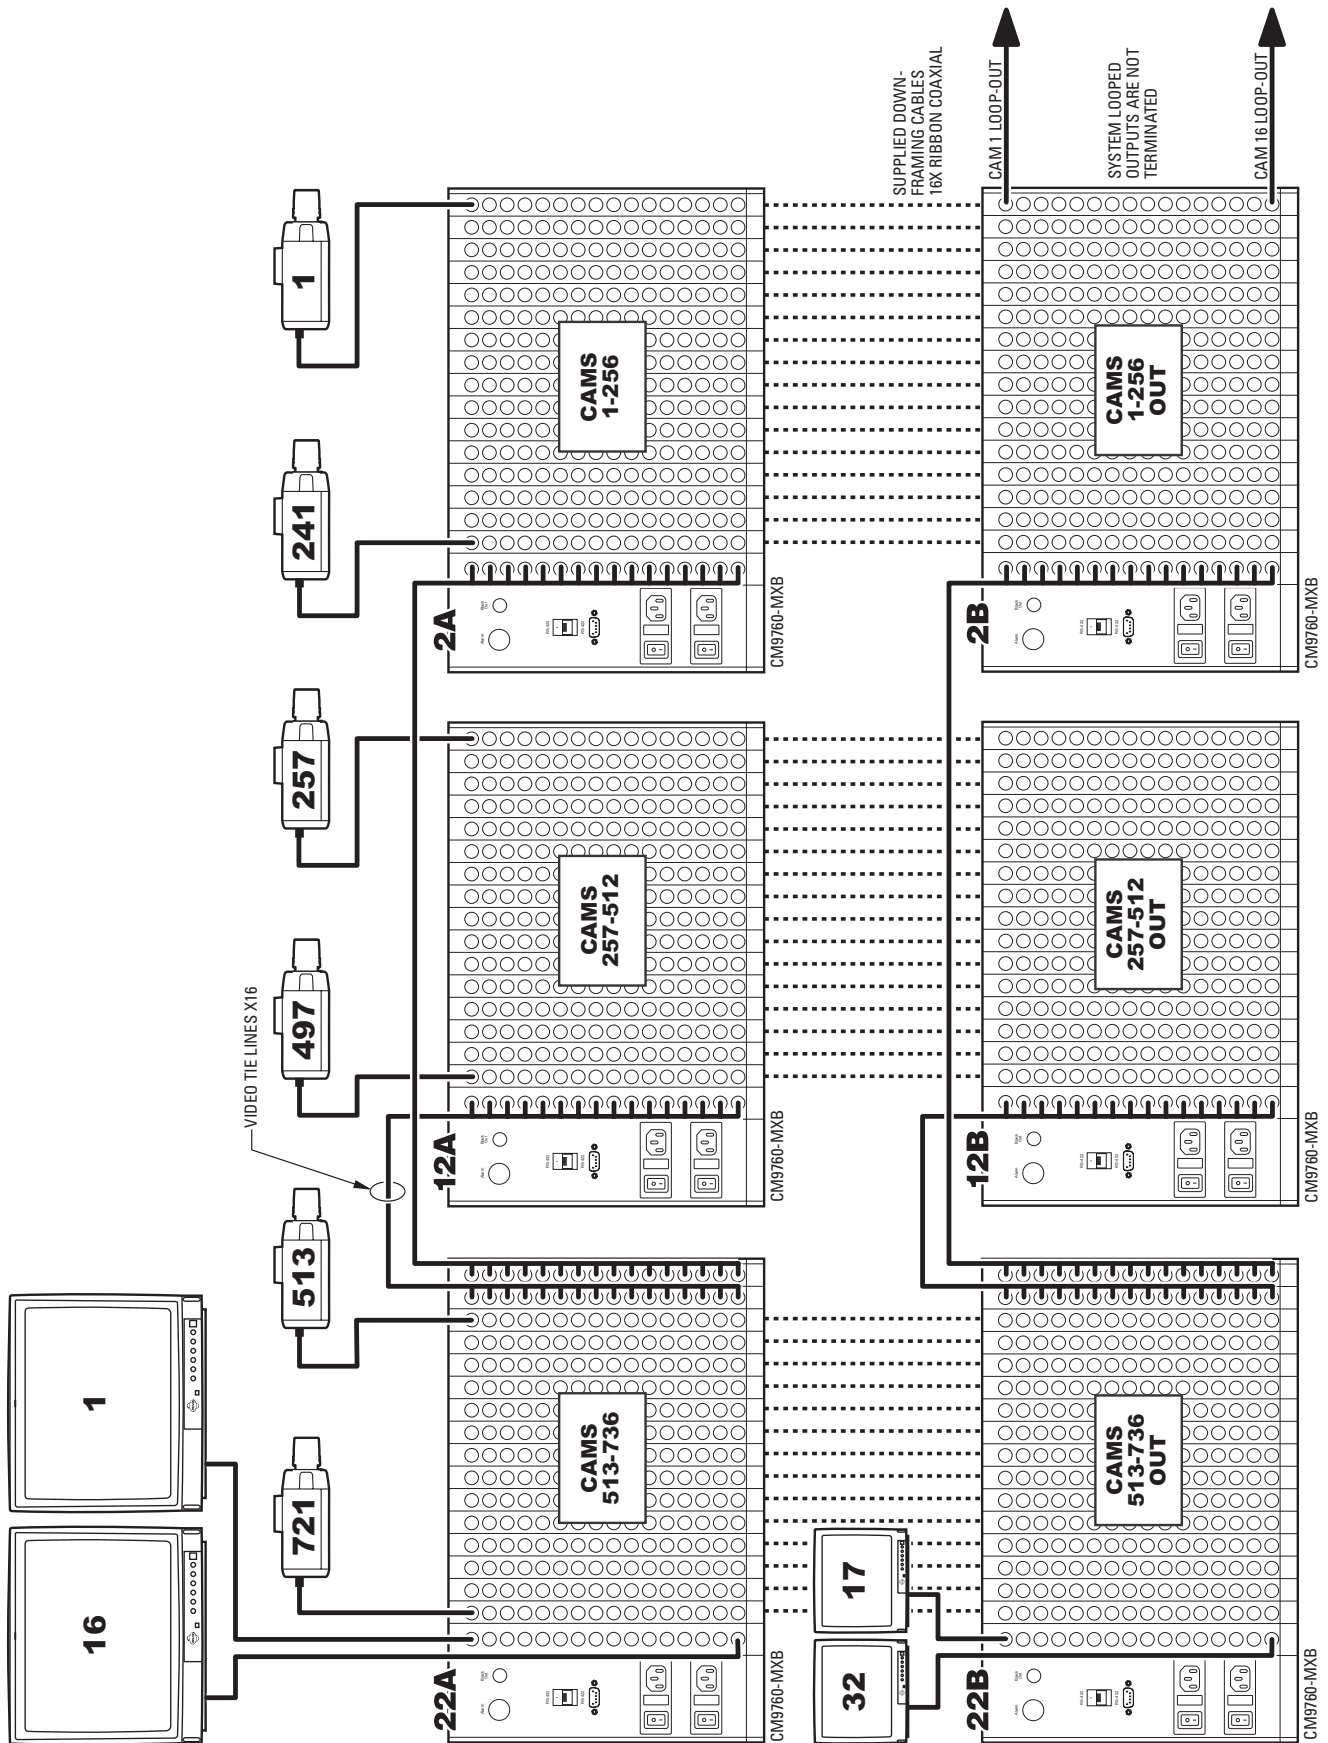 1
16
721
513
497
257
241
1
VIDEO TIE LINES X16
22A
CAMS
513-736
CM9760-MXB
12A
CAMS
257-512
CM9760-MXB
2A
CAMS
1-256
CM9760-MXB
SUPPLIED DOWN-
FRAMING CABLES
16X RIBBON COAXIAL
32
17
22B
CAMS
513-736
OUT
CM9760-MXB
12B
CAMS
257-512
OUT
CM9760-MXB
2B
CAMS
1-256
OUT
CM9760-MXB
CAM 1 LOOP-OUT
SYSTEM LOOPED
OUTPUTS ARE NOT
TERMINATED
CAM 16 LOOP-OUT